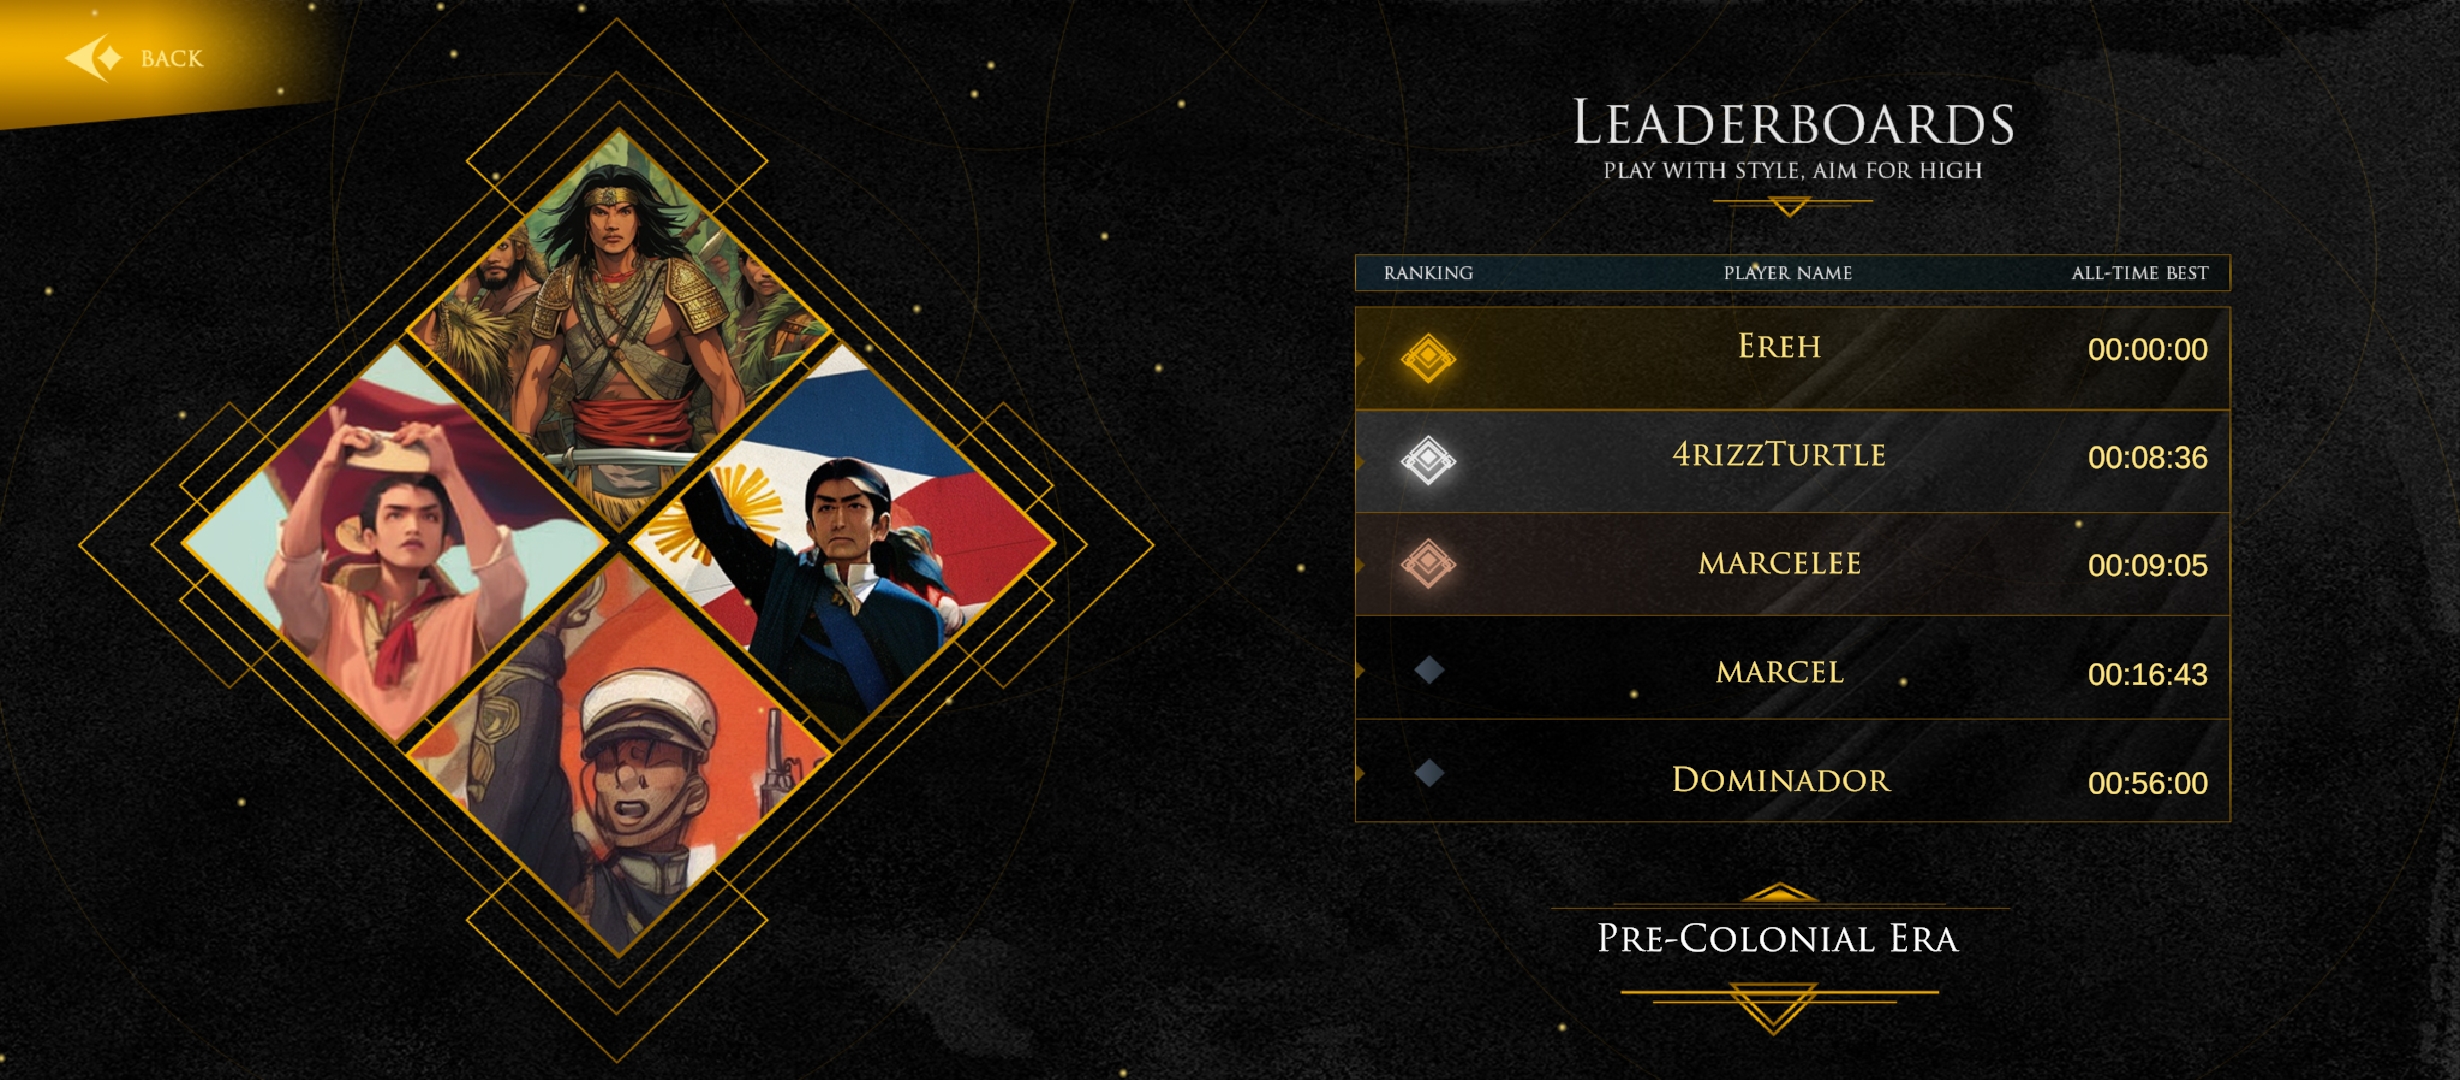 BACK
LEADERBOARDS
PLAY WITH STYLE, AIM FOR HIGH
RANKING PLAYER NAME ALL-TIME BEST
EREH 00:00:00
4RIZZTURTLE 00:08:36
MARCELEE 00:09:05
MARCEL 00:16:43
DOMINADOR 00:56:00
PRE-COLONIAL ERA